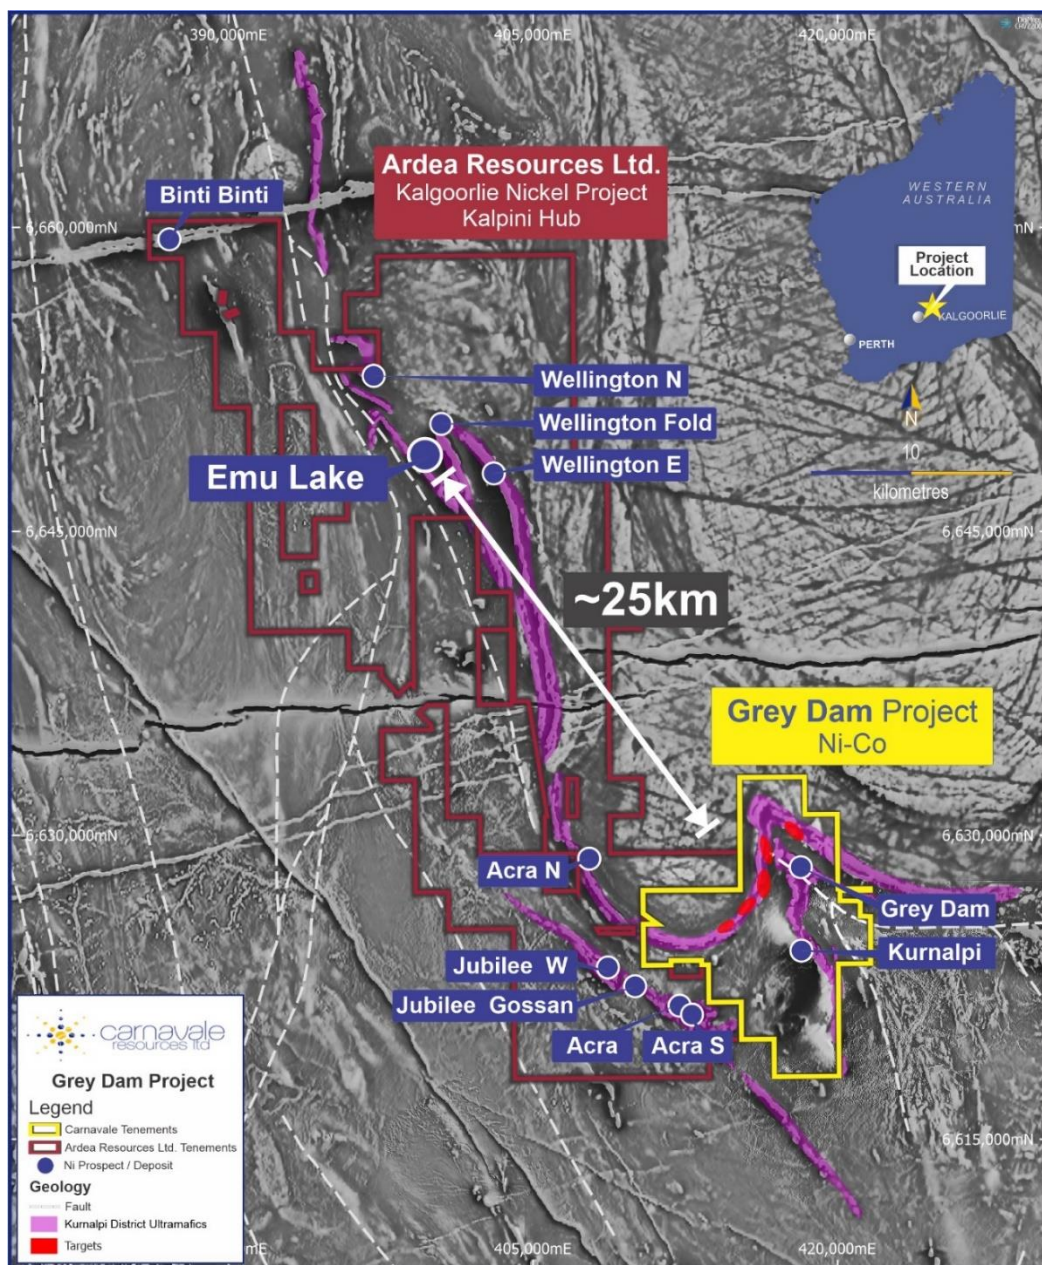 390,000mE
405,000mE
420,000mE
Ardea Resources Ltd.
Kalgoorlie Nickel Project
Kalpini Hub
Binti Binti
6,660,000mN
WESTERN
AUSTRALIA
Project
Location
KALGOORLIE
PERTH
N
10
kilometres
Wellington N
Wellington Fold
Wellington E
Emu Lake
6,645,000mN
6,645,000mN
~25km
Grey Dam Project
Ni-Co
6,630,000mN
6,630,000mN
Acra N
Grey Dam
Kurnalpi
Jubilee W
Jubilee Gossan
Acra
Acra S
6,615,000mN
carnavale
resources ltd
Grey Dam Project
Legend
Carnavale Tenements
Ardea Resources Ltd. Tenements
Ni Prospect / Deposit
Geology
Fault
Kurnalpi District Ultramafics
Targets
405,000mE
420,000mE